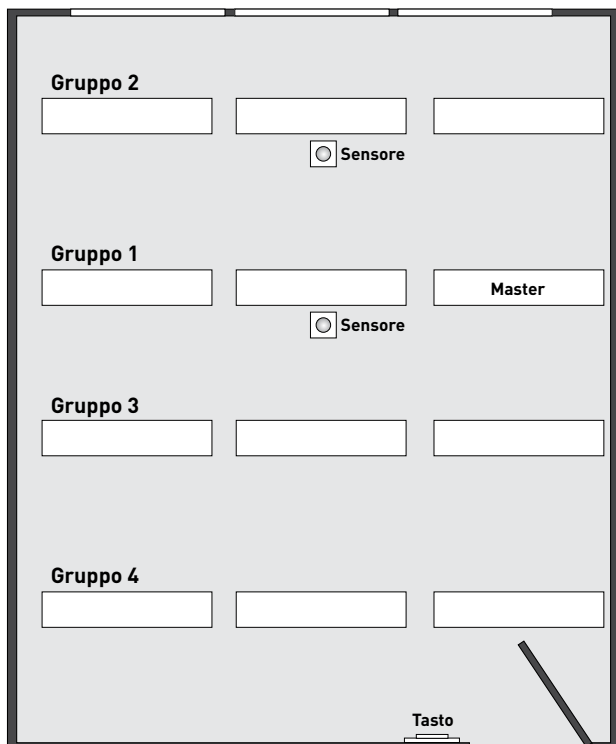 Gruppo 2
Sensore
Gruppo 1
Master
Sensore
Gruppo 3
Gruppo 4
Tasto